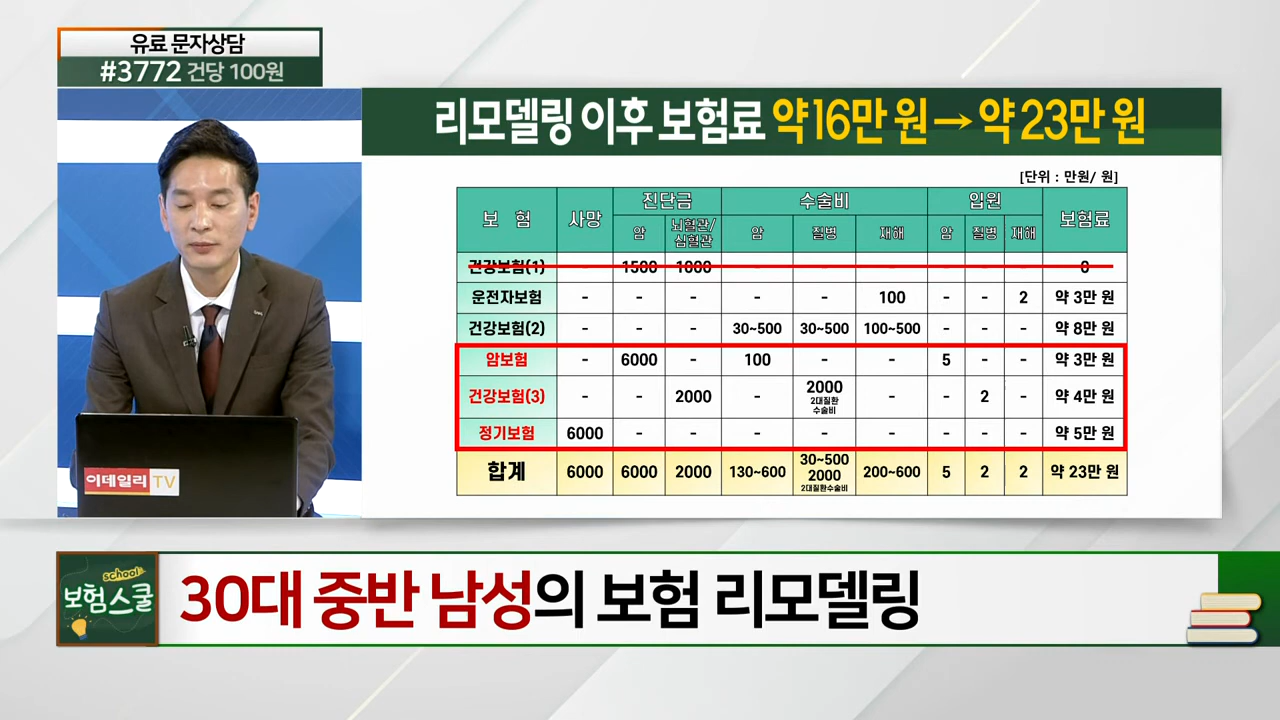 유료 문자상담
#3772 건당 100원
리모델링 이후 보험료 약 16만 원 → 약 23만 원
[단위 : 만원/ 원]
보 험 사망 진단금 수술비 입원 보험료
암 뇌혈관/심혈관 암 질병 재해 암 질병 재해
건강보험(1) - 1500 1000 - - - - - - 0
운전자보험 - - - - - 100 - - 2 약 3만 원
건강보험(2) - - - 30~500 30~500 100~500 - - - 약 8만 원
암보험 - 6000 - 100 - - 5 - - 약 3만 원
건강보험(3) - - 2000 - 2000 2대질환 수술비 - - 2 - 약 4만 원
정기보험 6000 - - - - - - - - 약 5만 원
합계 6000 6000 2000 130~600 30~500 2000 2대질환수술비 200~600 5 2 2 약 23만 원
이데일리TV
school
보험스쿨
30대 중반 남성의 보험 리모델링